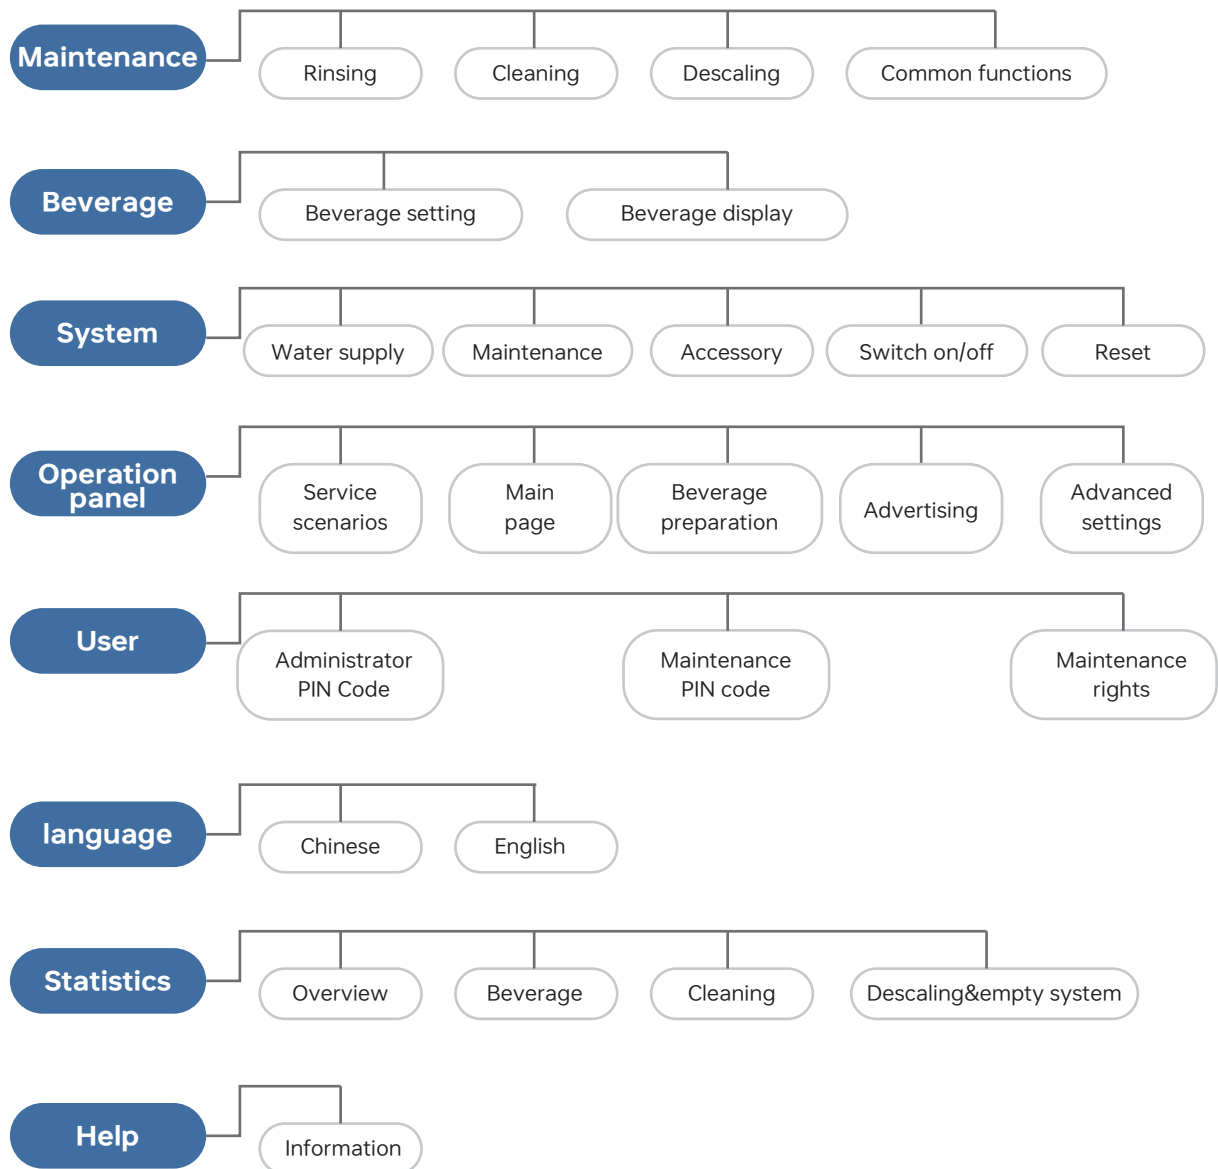 Maintenance
Rinsing
Cleaning
Descaling
Common functions
Beverage
Beverage setting
Beverage display
System
Water supply
Maintenance
Accessory
Switch on/off
Reset
Operation
panel
Service
scenarios
Main
page
Beverage
preparation
Advertising
Advanced
settings
User
Administrator
PIN Code
Maintenance
PIN code
Maintenance
rights
language
Chinese
English
Statistics
Overview
Beverage
Cleaning
Descaling&empty system
Help
Information